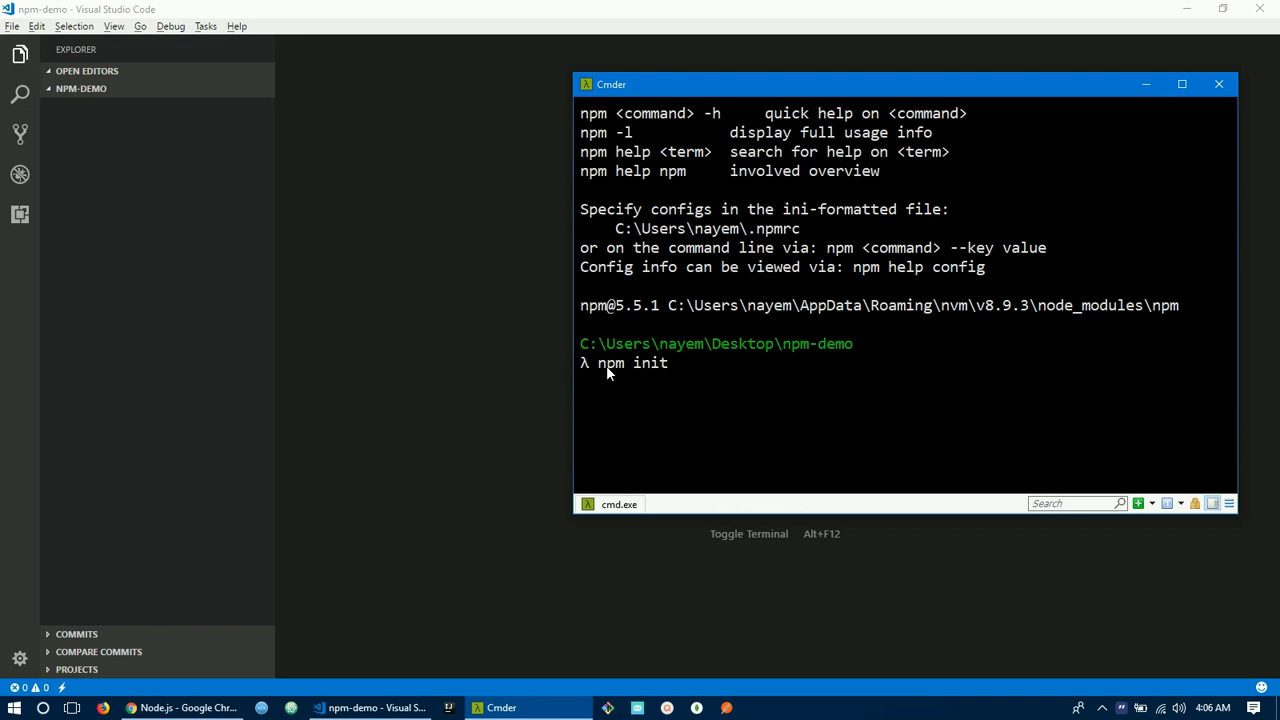 npm-demo - Visual Studio Code
File Edit Selection View Go Debug Tasks Help
EXPLORER
OPEN EDITORS
NPM-DEMO
COMMITS
COMPARE COMMITS
PROJECTS
Cmder
npm <command> -h     quick help on <command>
npm -l           display full usage info
npm help <term>  search for help on <term>
npm help npm     involved overview
Specify configs in the ini-formatted file:
    C:\Users\nayem\.npmrc
or on the command line via: npm <command> --key value
Config info can be viewed via: npm help config
npm@5.5.1 C:\Users\nayem\AppData\Roaming\nvm\v8.9.3\node_modules\npm
C:\Users\nayem\Desktop\npm-demo
λ npm init
cmd.exe
Search
Toggle Terminal Alt+F12
0 0
Node.js - Google Chr... npm-demo - Visual S... Cmder 4:06 AM